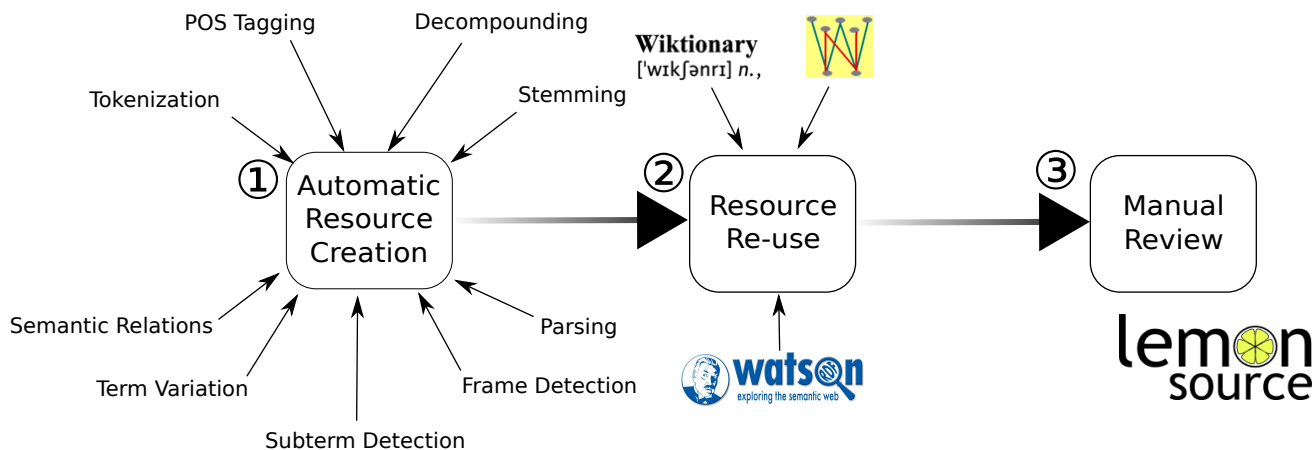 POS Tagging
Decompounding
Tokenization
Stemming
① Automatic
Resource
Creation
Semantic Relations
Parsing
Term Variation
Frame Detection
Subterm Detection
Wiktionary
['wɪkʃənrɪ] n.,
W
② Resource
Re-use
watson
exploring the semantic web
③ Manual
Review
lemon
source